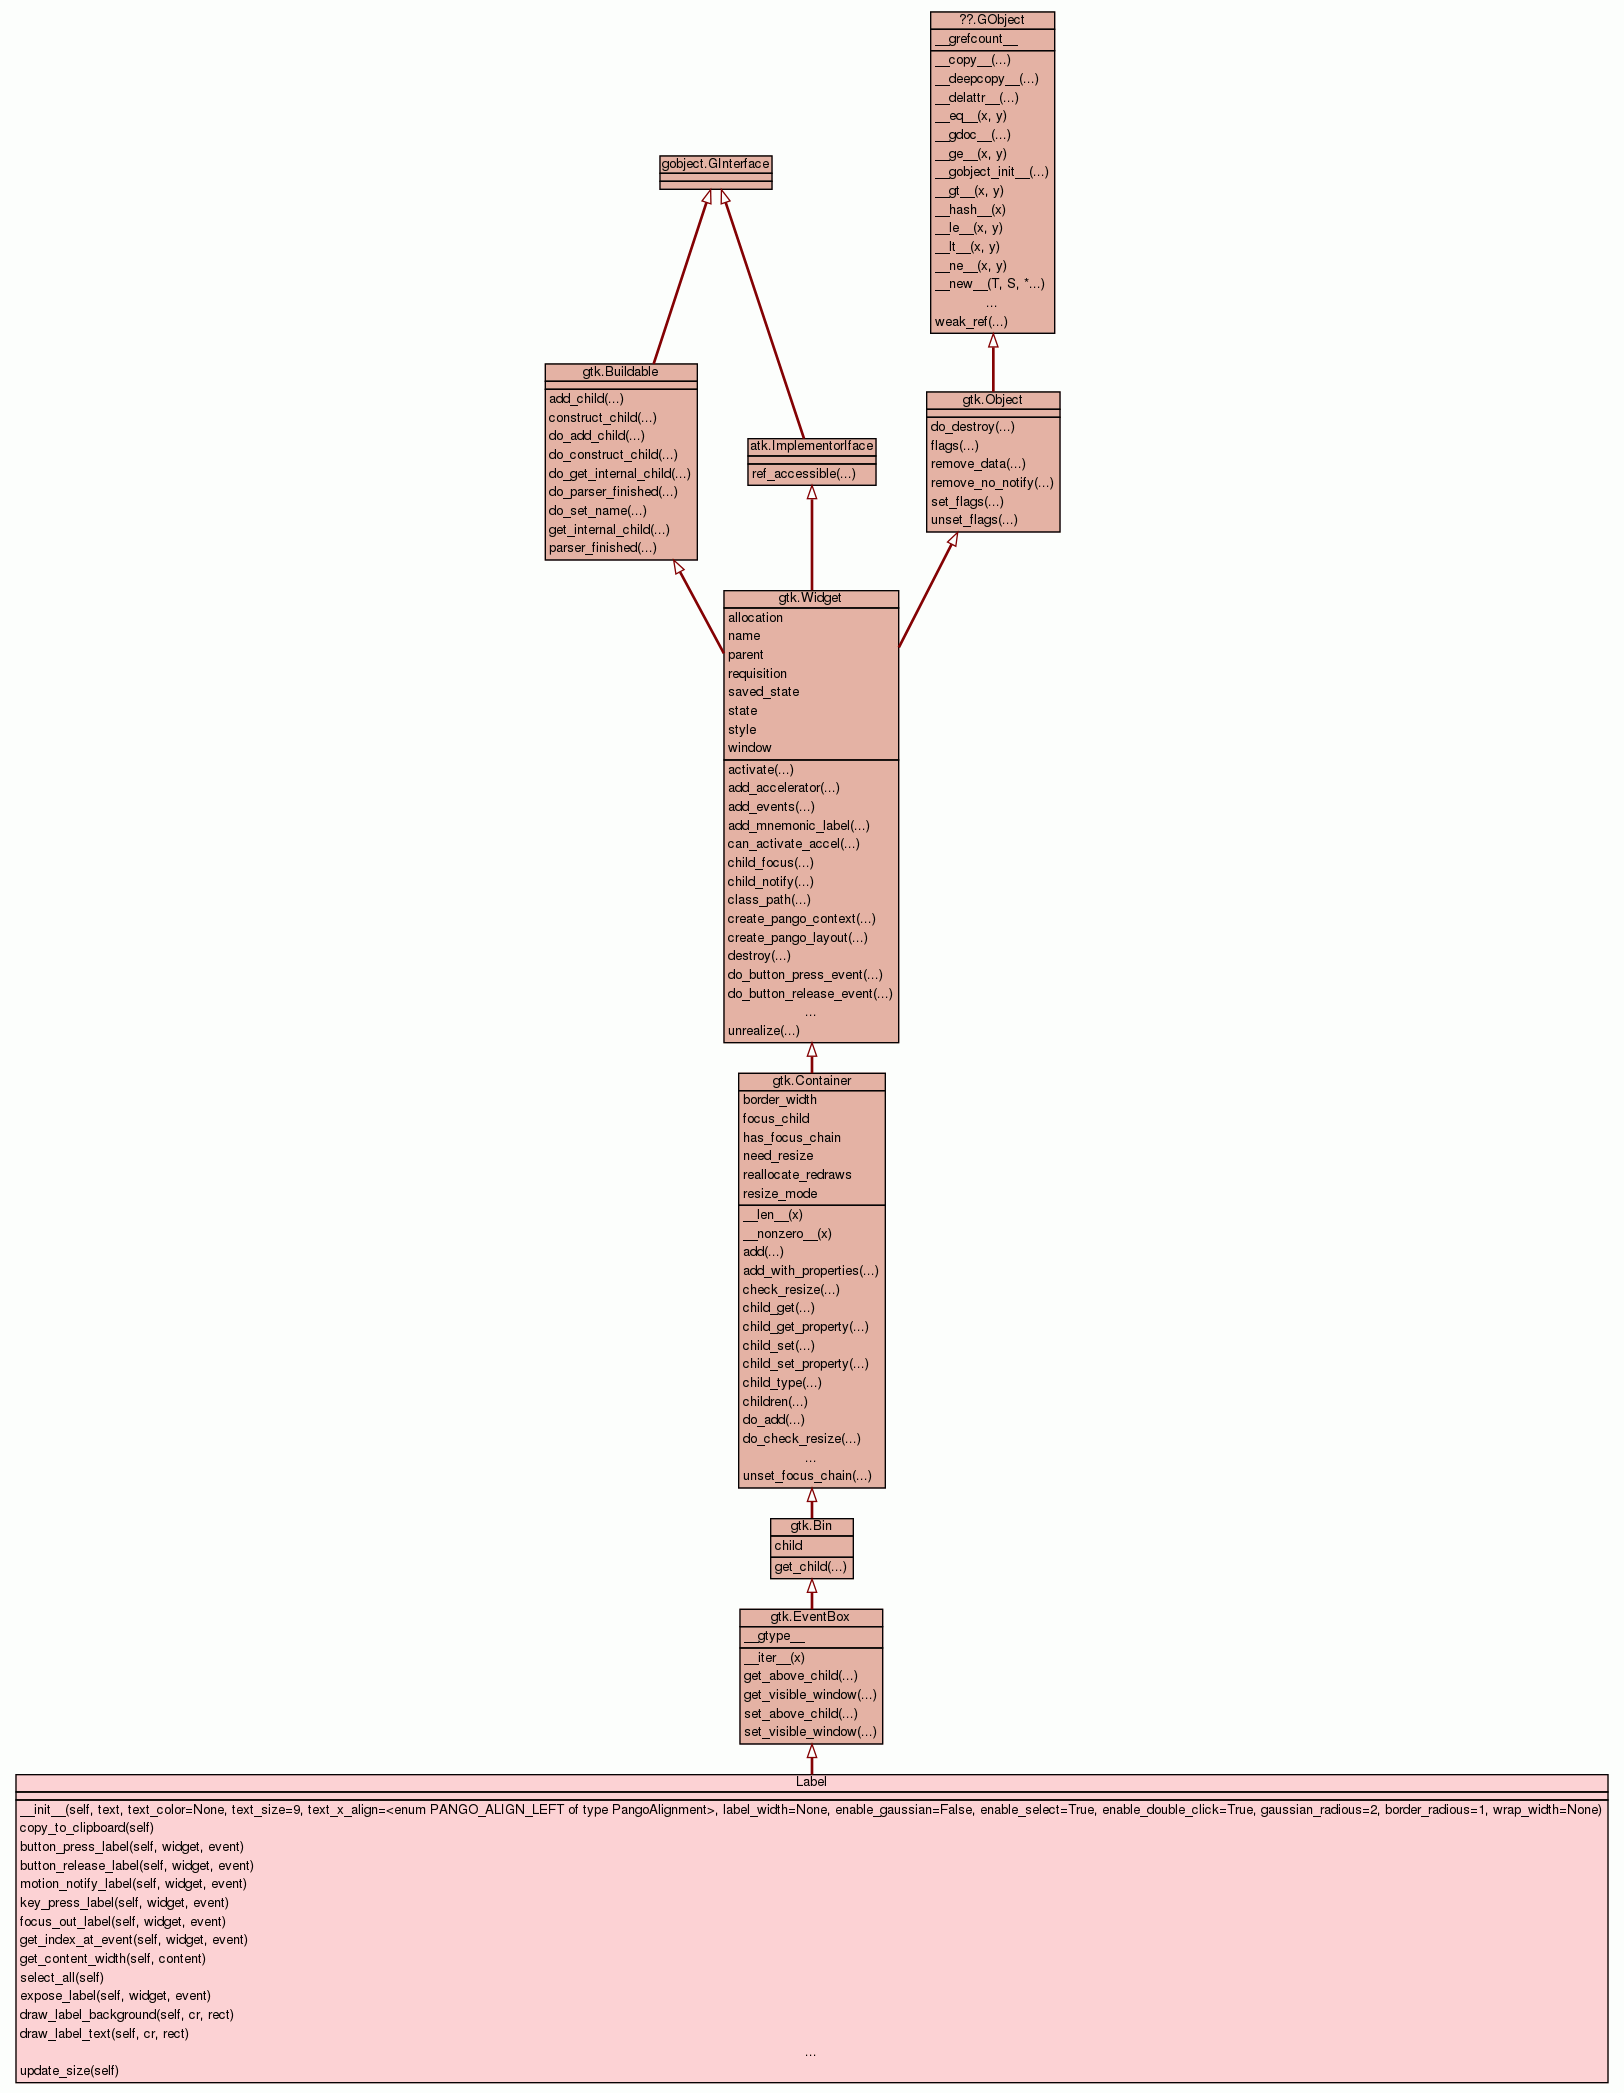 ??.GObject
__grefcount__
__copy__(...)
__deepcopy__(...)
__delattr__(...)
__eq__(x, y)
__gdoc__(...)
__ge__(x, y)
__gobject_init__(...)
__gt__(x, y)
__hash__(x)
__le__(x, y)
__lt__(x, y)
__ne__(x, y)
__new__(T, S, *...)
...
weak_ref(...)
gobject.GInterface
gtk.Buildable
add_child(...)
construct_child(...)
do_add_child(...)
do_construct_child(...)
do_get_internal_child(...)
do_parser_finished(...)
do_set_name(...)
get_internal_child(...)
parser_finished(...)
atk.ImplementorIface
ref_accessible(...)
gtk.Object
do_destroy(...)
flags(...)
remove_data(...)
remove_no_notify(...)
set_flags(...)
unset_flags(...)
gtk.Widget
allocation
name
parent
requisition
saved_state
state
style
window
activate(...)
add_accelerator(...)
add_events(...)
add_mnemonic_label(...)
can_activate_accel(...)
child_focus(...)
child_notify(...)
class_path(...)
create_pango_context(...)
create_pango_layout(...)
destroy(...)
do_button_press_event(...)
do_button_release_event(...)
...
unrealize(...)
gtk.Container
border_width
focus_child
has_focus_chain
need_resize
reallocate_redraws
resize_mode
__len__(x)
__nonzero__(x)
add(...)
add_with_properties(...)
check_resize(...)
child_get(...)
child_get_property(...)
child_set(...)
child_set_property(...)
child_type(...)
children(...)
do_add(...)
do_check_resize(...)
...
unset_focus_chain(...)
gtk.Bin
child
get_child(...)
gtk.EventBox
__gtype__
__iter__(x)
get_above_child(...)
get_visible_window(...)
set_above_child(...)
set_visible_window(...)
Label
__init__(self, text, text_color=None, text_size=9, text_x_align=<enum PANGO_ALIGN_LEFT of type PangoAlignment>, label_width=None, enable_gaussian=False, enable_select=True, enable_double_click=True, gaussian_radious=2, border_radious=1, wrap_width=None)
copy_to_clipboard(self)
button_press_label(self, widget, event)
button_release_label(self, widget, event)
motion_notify_label(self, widget, event)
key_press_label(self, widget, event)
focus_out_label(self, widget, event)
get_index_at_event(self, widget, event)
get_content_width(self, content)
select_all(self)
expose_label(self, widget, event)
draw_label_background(self, cr, rect)
draw_label_text(self, cr, rect)
...
update_size(self)